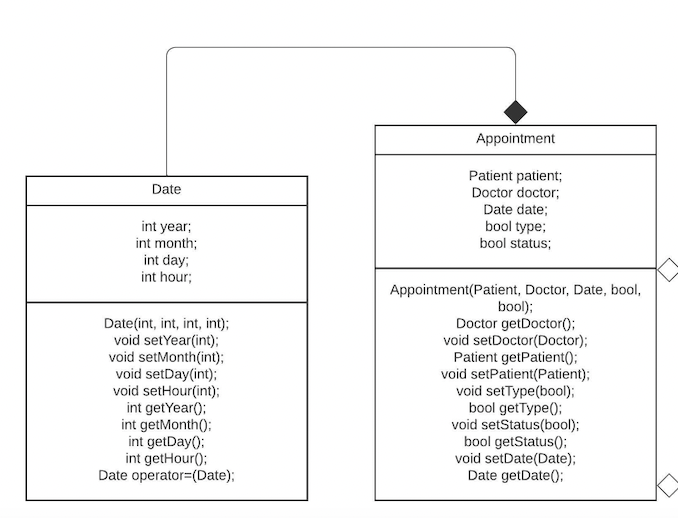 Date
int year;
int month;
int day;
int hour;
Date(int, int, int, int);
void setYear(int);
void setMonth(int);
void setDay(int);
void setHour(int);
int getYear();
int getMonth();
int getDay();
int getHour();
Date operator=(Date);
Appointment
Patient patient;
Doctor doctor;
Date date;
bool type;
bool status;
Appointment(Patient, Doctor, Date, bool,
bool);
Doctor getDoctor();
void setDoctor(Doctor);
Patient getPatient();
void setPatient(Patient);
void setType(bool);
bool getType();
void setStatus(bool);
bool getStatus();
void setDate(Date);
Date getDate();